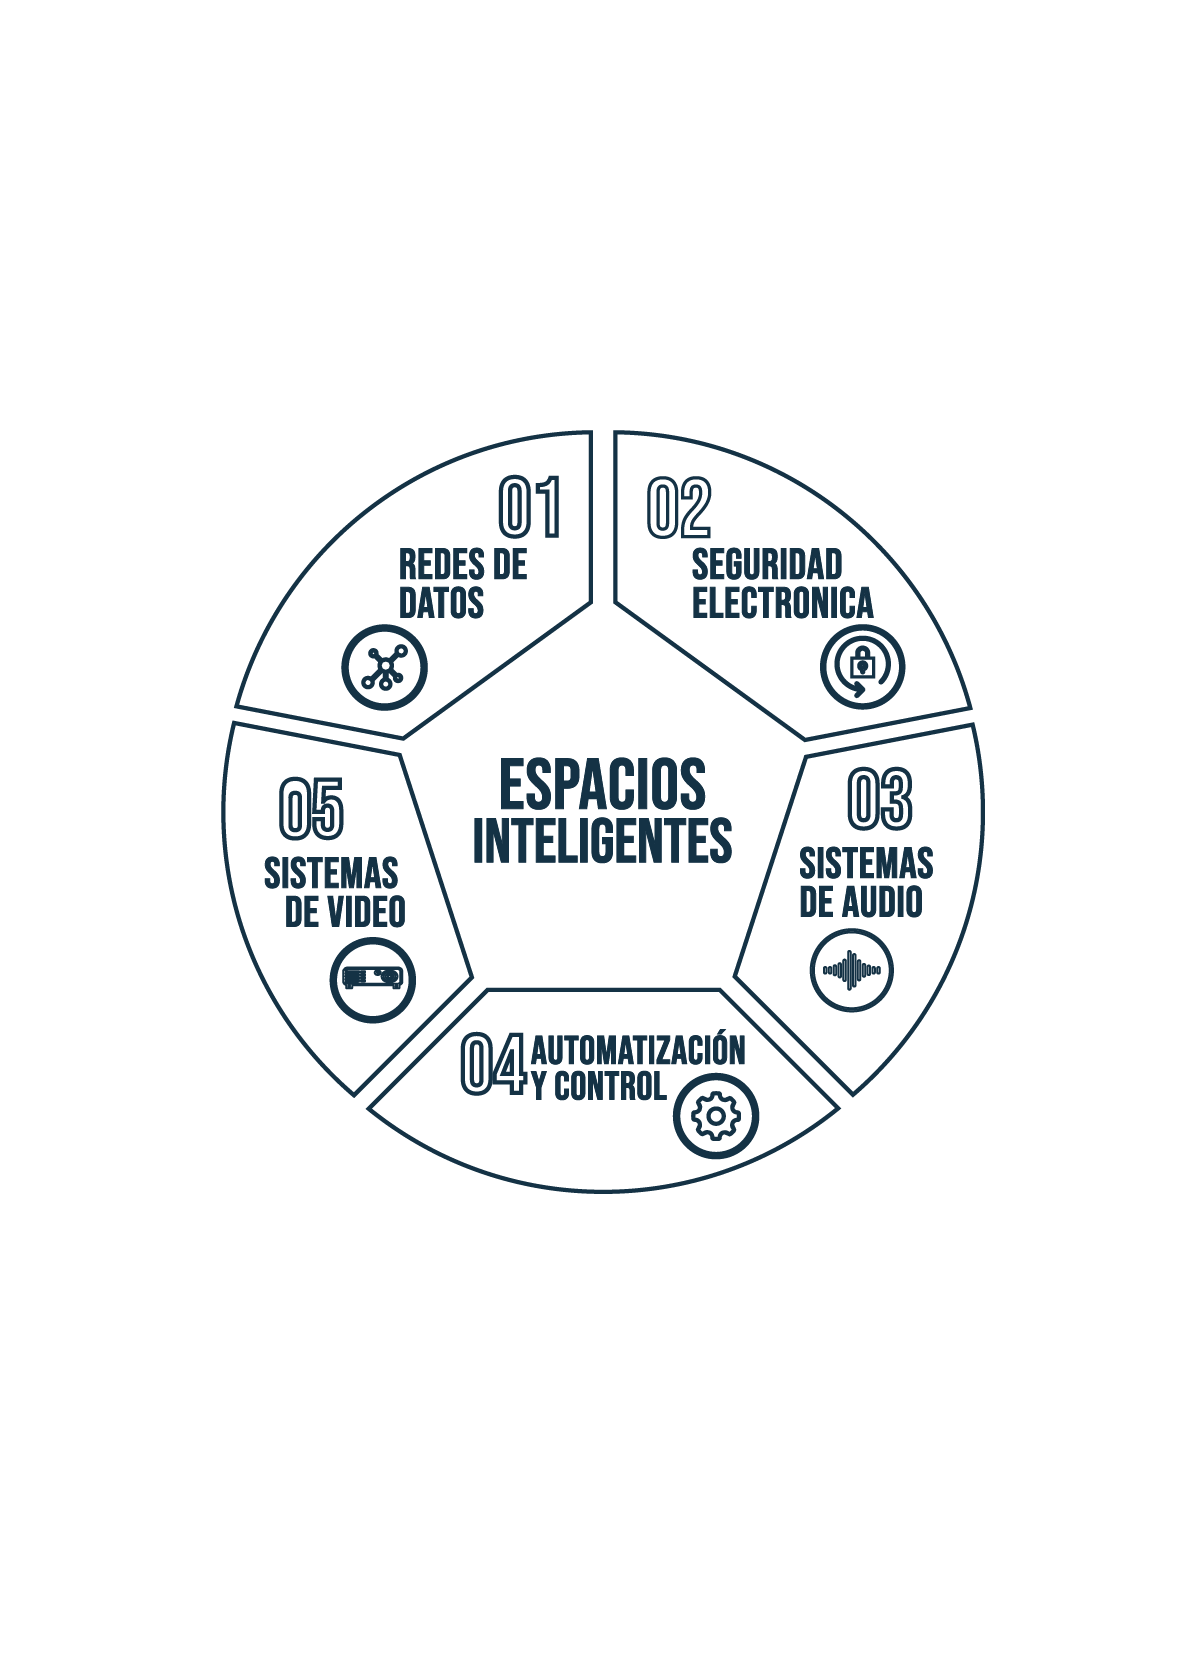 01
REDES DE
DATOS
02
SEGURIDAD
ELECTRONICA
ESPACIOS
INTELIGENTES
03
SISTEMAS
DE AUDIO
04
AUTOMATIZACIÓN
Y CONTROL
05
SISTEMAS
DE VIDEO